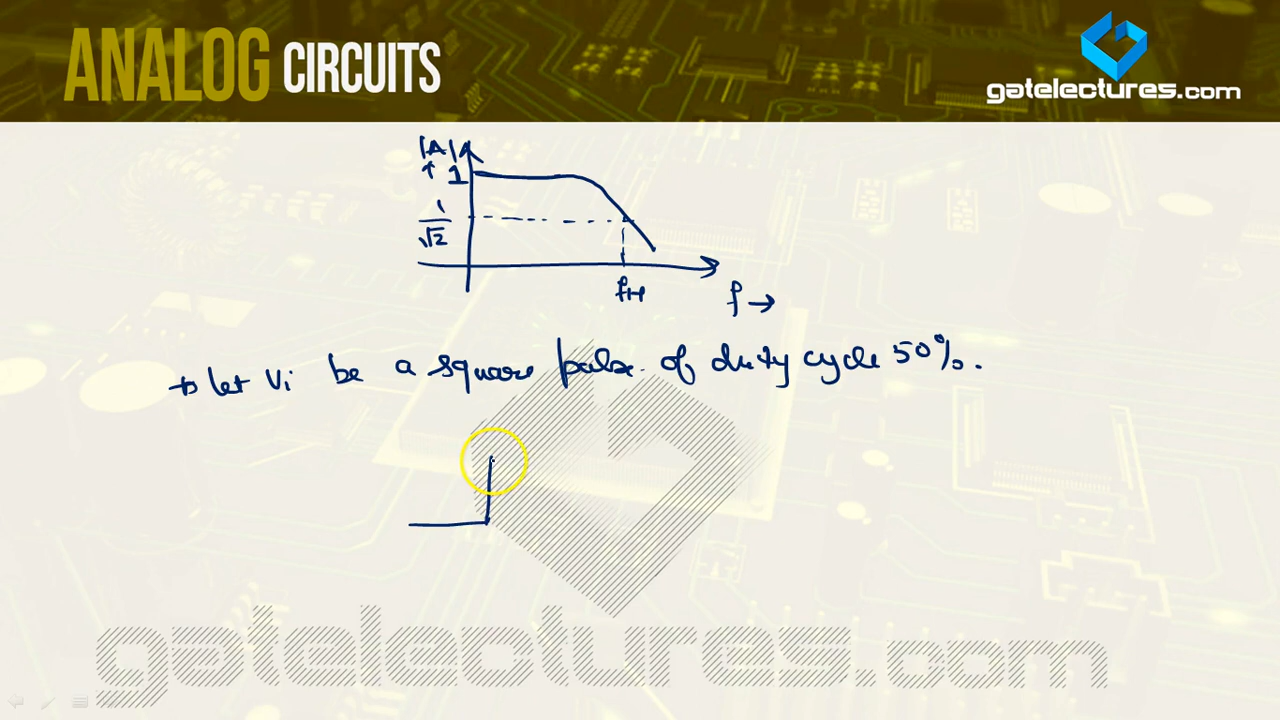 ANALOG CIRCUITS
gatelectures.com
|A|
↑ 1
1/√2
fH
f →
→ let Vi be a square pulse of duty cycle 50%.
gatelectures.com